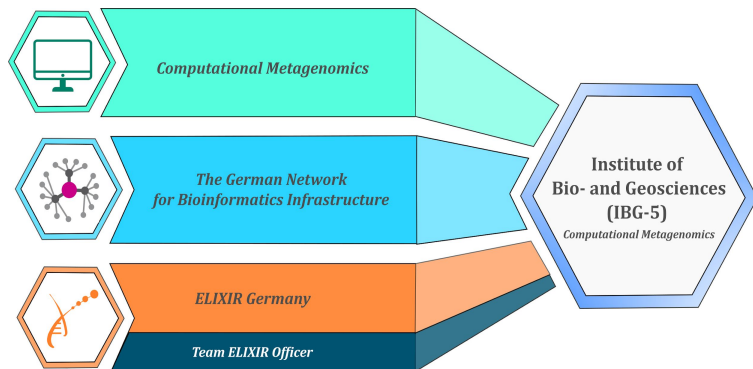 Computational Metagenomics
The German Network
for Bioinformatics Infrastructure
ELIXIR Germany
Team ELIXIR Officer
Institute of
Bio- and Geosciences
(IBG-5)
Computational Metagenomics